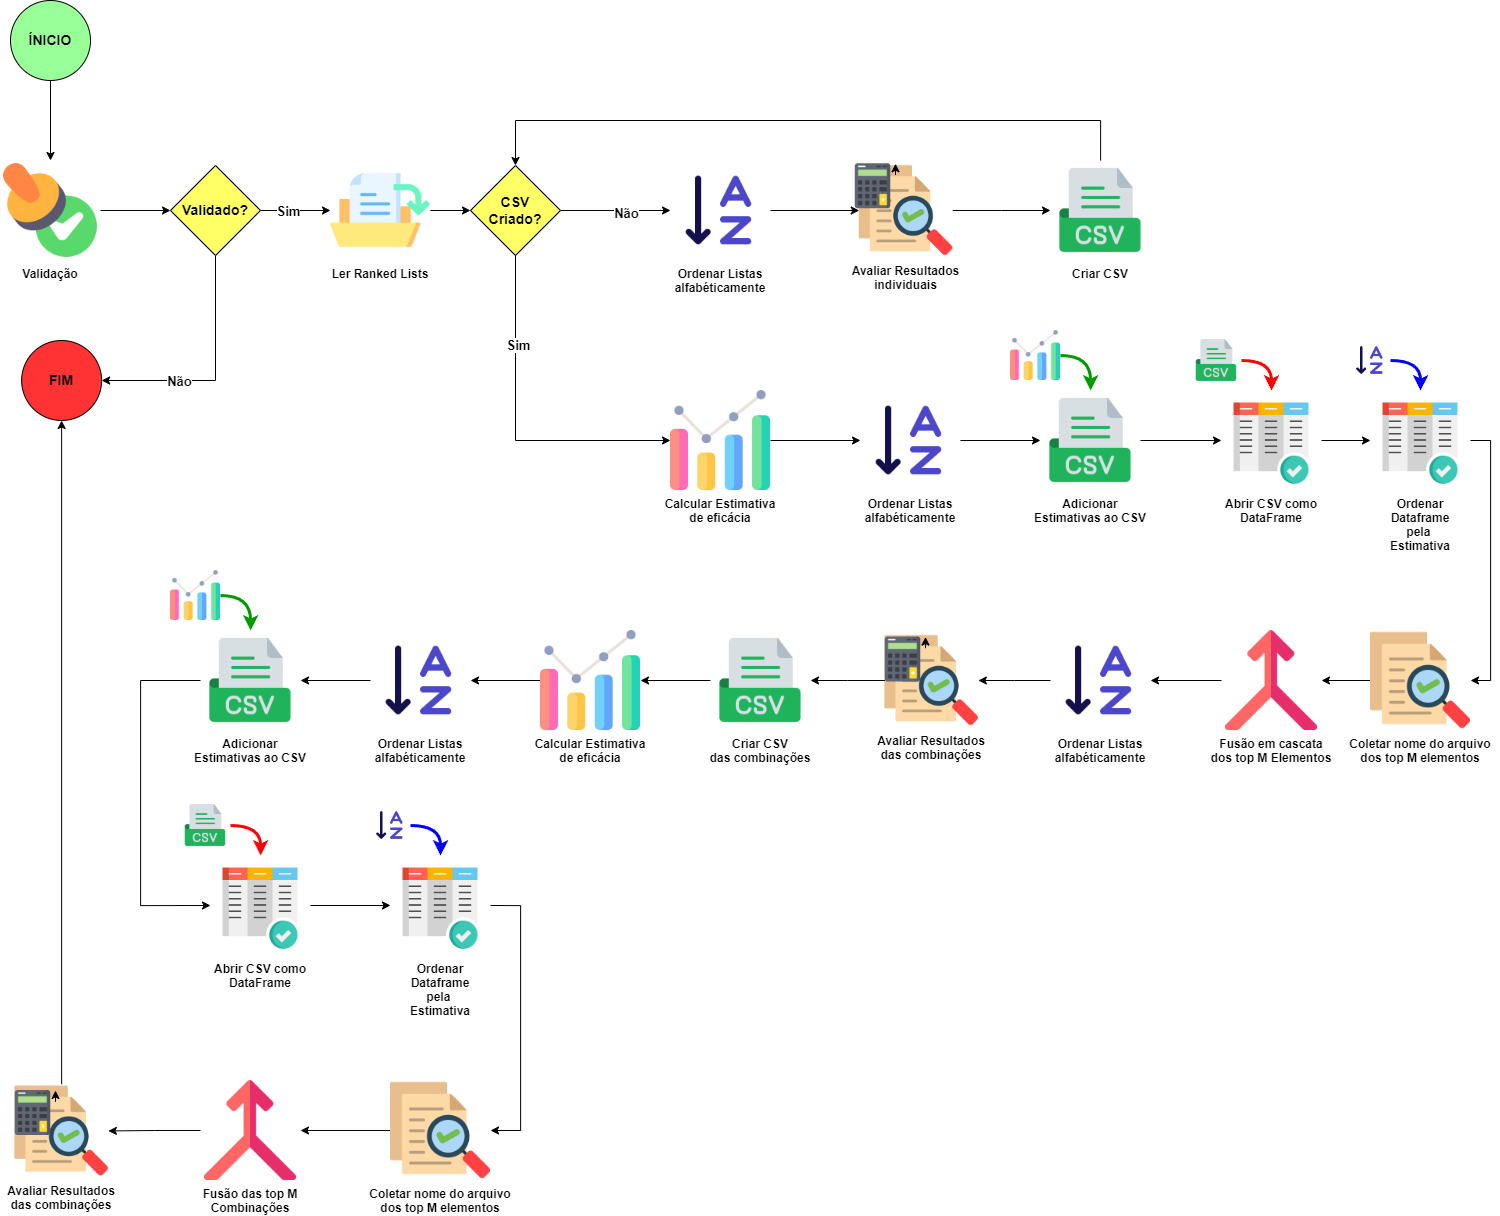 ÍNICIO
Validação
Validado?
Sim
Ler Ranked Lists
CSV
Criado?
Não
Ordenar Listas
alfabéticamente
Avaliar Resultados
individuais
CSV
Criar CSV
Não
FIM
Sim
Calcular Estimativa
de eficácia
Ordenar Listas
alfabéticamente
CSV
Adicionar
Estimativas ao CSV
CSV
Abrir CSV como
DataFrame
A
Z
Ordenar
Dataframe
pela
Estimativa
Coletar nome do arquivo
dos top M elementos
Fusão em cascata
dos top M Elementos
A
Z
Ordenar Listas
alfabéticamente
Avaliar Resultados
das combinações
CSV
Criar CSV
das combinações
Calcular Estimativa
de eficácia
A
Z
Ordenar Listas
alfabéticamente
CSV
Adicionar
Estimativas ao CSV
CSV
Abrir CSV como
DataFrame
A
Z
Ordenar
Dataframe
pela
Estimativa
Coletar nome do arquivo
dos top M elementos
Fusão das top M
Combinações
Avaliar Resultados
das combinações